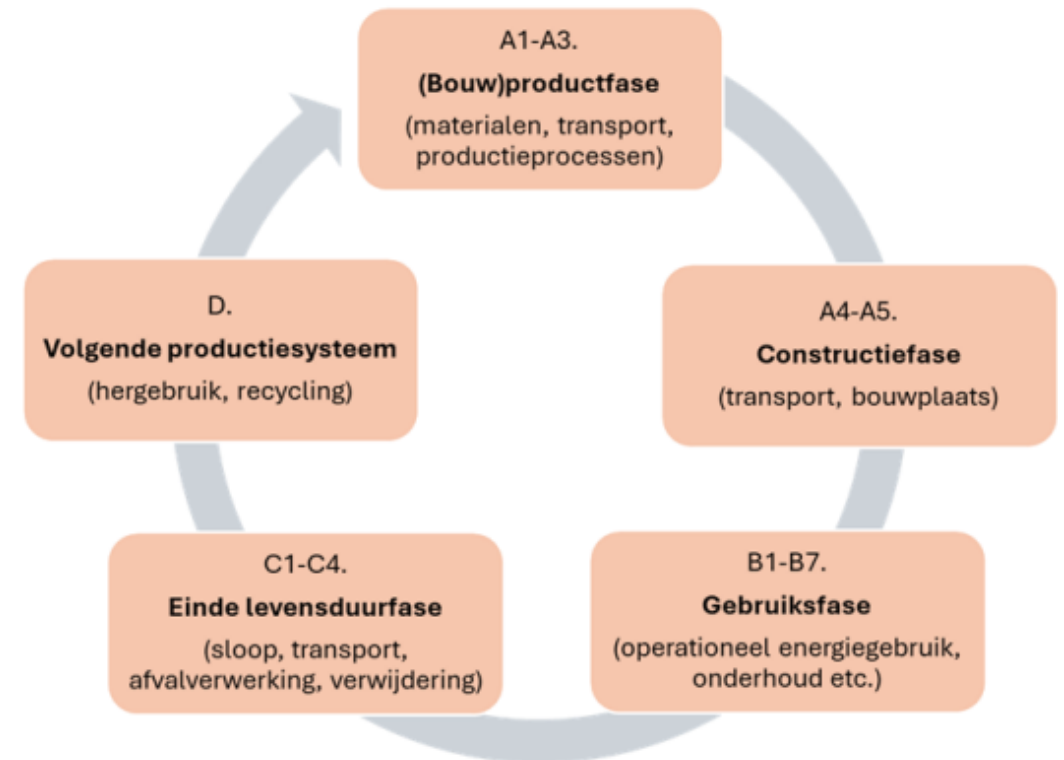 A1-A3.
(Bouw)productfase
(materialen, transport,
productieprocessen)
A4-A5.
Constructiefase
(transport, bouwplaats)
B1-B7.
Gebruiksfase
(operationeel energiegebruik,
onderhoud etc.)
C1-C4.
Einde levensduurfase
(sloop, transport,
afvalverwerking, verwijdering)
D.
Volgende productiesysteem
(hergebruik, recycling)